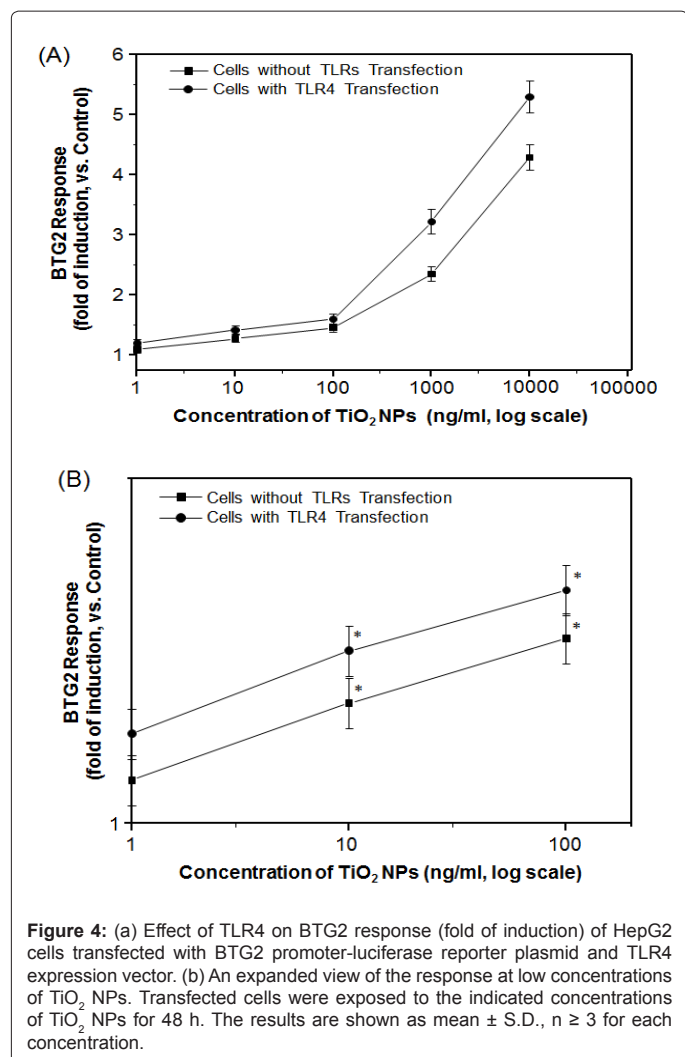 (A)
Cells without TLRs Transfection
Cells with TLR4 Transfection
BTG2 Response
(fold of induction, vs. Control)
6
5
4
3
2
1
1 10 100 1000 10000 100000
Concentration of TiO2 NPs (ng/ml, log scale)
(B)
Cells without TLRs Transfection
Cells with TLR4 Transfection
BTG2 Response
(fold of induction, vs. Control)
* *
* *
1
1 10 100
Concentration of TiO2 NPs (ng/ml, log scale)
Figure 4: (a) Effect of TLR4 on BTG2 response (fold of induction) of HepG2
cells transfected with BTG2 promoter-luciferase reporter plasmid and TLR4
expression vector. (b) An expanded view of the response at low concentrations
of TiO2 NPs. Transfected cells were exposed to the indicated concentrations
of TiO2 NPs for 48 h. The results are shown as mean ± S.D., n ≥ 3 for each
concentration.